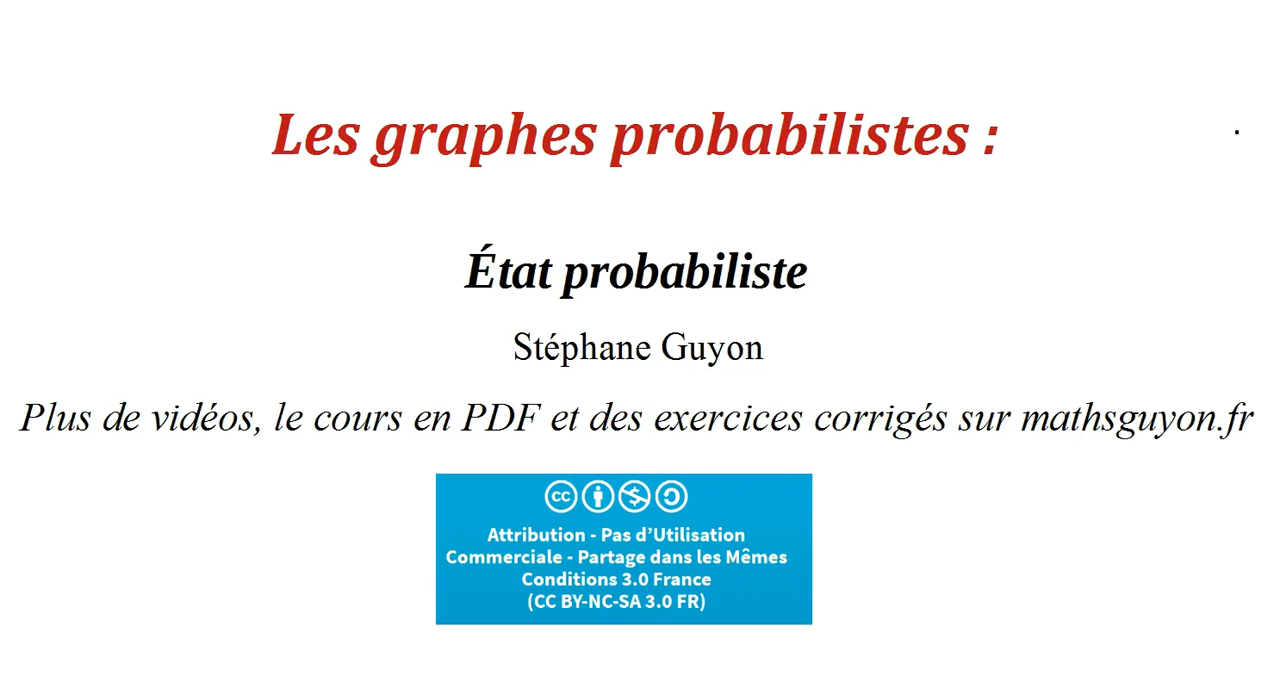 Les graphes probabilistes :
État probabiliste
Stéphane Guyon
Plus de vidéos, le cours en PDF et des exercices corrigés sur mathsguyon.fr
cc
Attribution - Pas d’Utilisation
Commerciale - Partage dans les Mêmes
Conditions 3.0 France
(CC BY-NC-SA 3.0 FR)